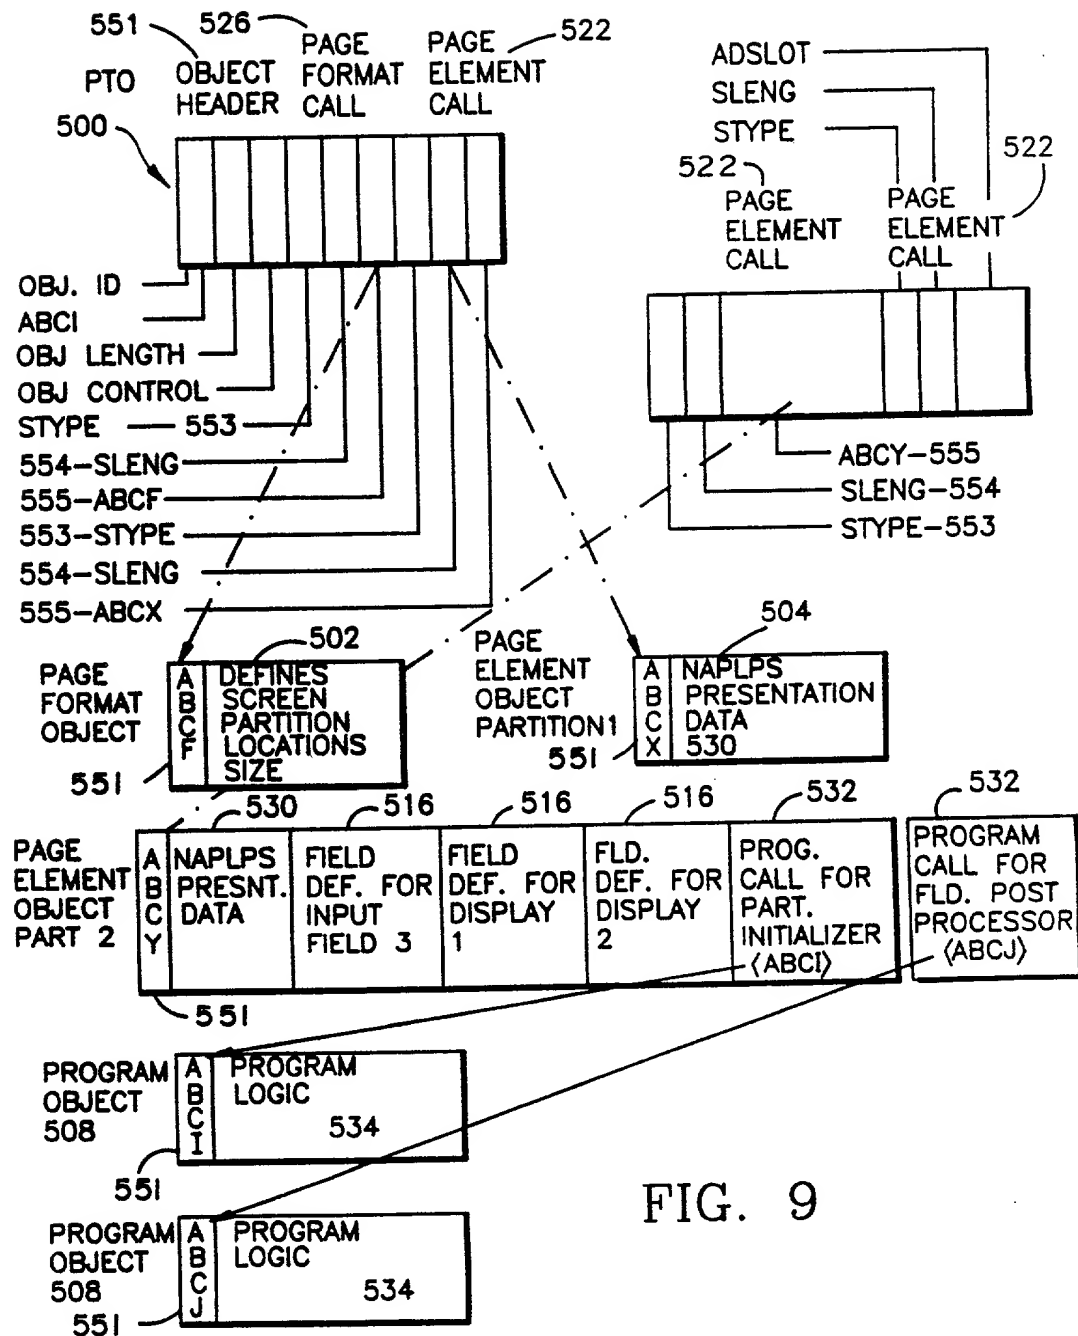 551
526
522
PTO
OBJECT
HEADER
PAGE
FORMAT
CALL
PAGE
ELEMENT
CALL
500
ADSLOT
SLENG
STYPE
522
522
PAGE
ELEMENT
CALL
PAGE
ELEMENT
CALL
OBJ. ID
ABCI
OBJ LENGTH
OBJ CONTROL
STYPE — 553
554-SLENG
555-ABCF
553-STYPE
554-SLENG
555-ABCX
ABCY-555
SLENG-554
STYPE-553
PAGE
FORMAT
OBJECT
551
ABCF
502
DEFINES
SCREEN
PARTITION
LOCATIONS
SIZE
PAGE
ELEMENT
OBJECT
PARTITION 1
551
ABCX
504
NAPLPS
PRESENTATION
DATA
530
PAGE
ELEMENT
OBJECT
PART 2
ABCY
551
530
NAPLPS
PRESNT.
DATA
516
FIELD
DEF. FOR
INPUT
FIELD 3
516
FIELD
DEF. FOR
DISPLAY
1
516
FLD.
DEF. FOR
DISPLAY
2
532
PROG.
CALL FOR
PART.
INITIALIZER
<ABCI>
532
PROGRAM
CALL FOR
FLD. POST
PROCESSOR
<ABCJ>
PROGRAM
OBJECT
508
551
ABCI
PROGRAM
LOGIC
534
PROGRAM
OBJECT
508
551
ABCJ
PROGRAM
LOGIC
534
FIG. 9